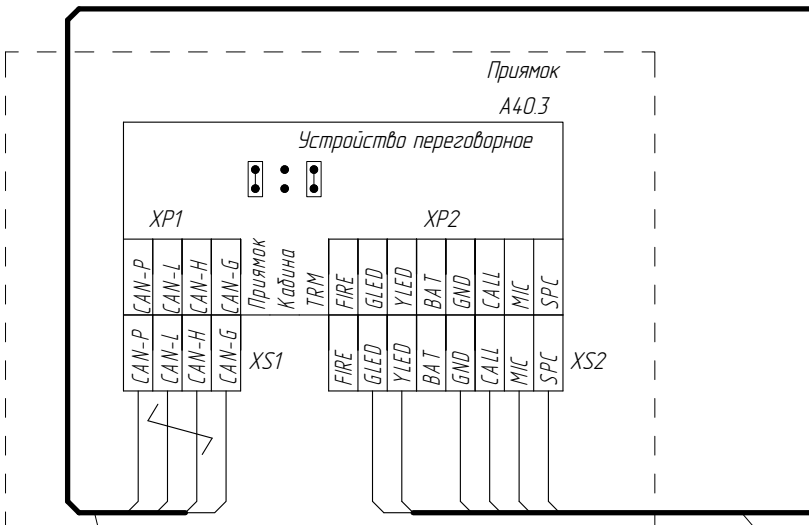 Приямок
А40.3
Устройство переговорное
XP1
XP2
CAN-P
CAN-L
CAN-H
CAN-G
Приямок
Кабина
TRM
FIRE
GLED
YLED
BAT
GND
CALL
MIC
SPC
CAN-P
CAN-L
CAN-H
CAN-G
XS1
FIRE
GLED
YLED
BAT
GND
CALL
MIC
SPC
XS2